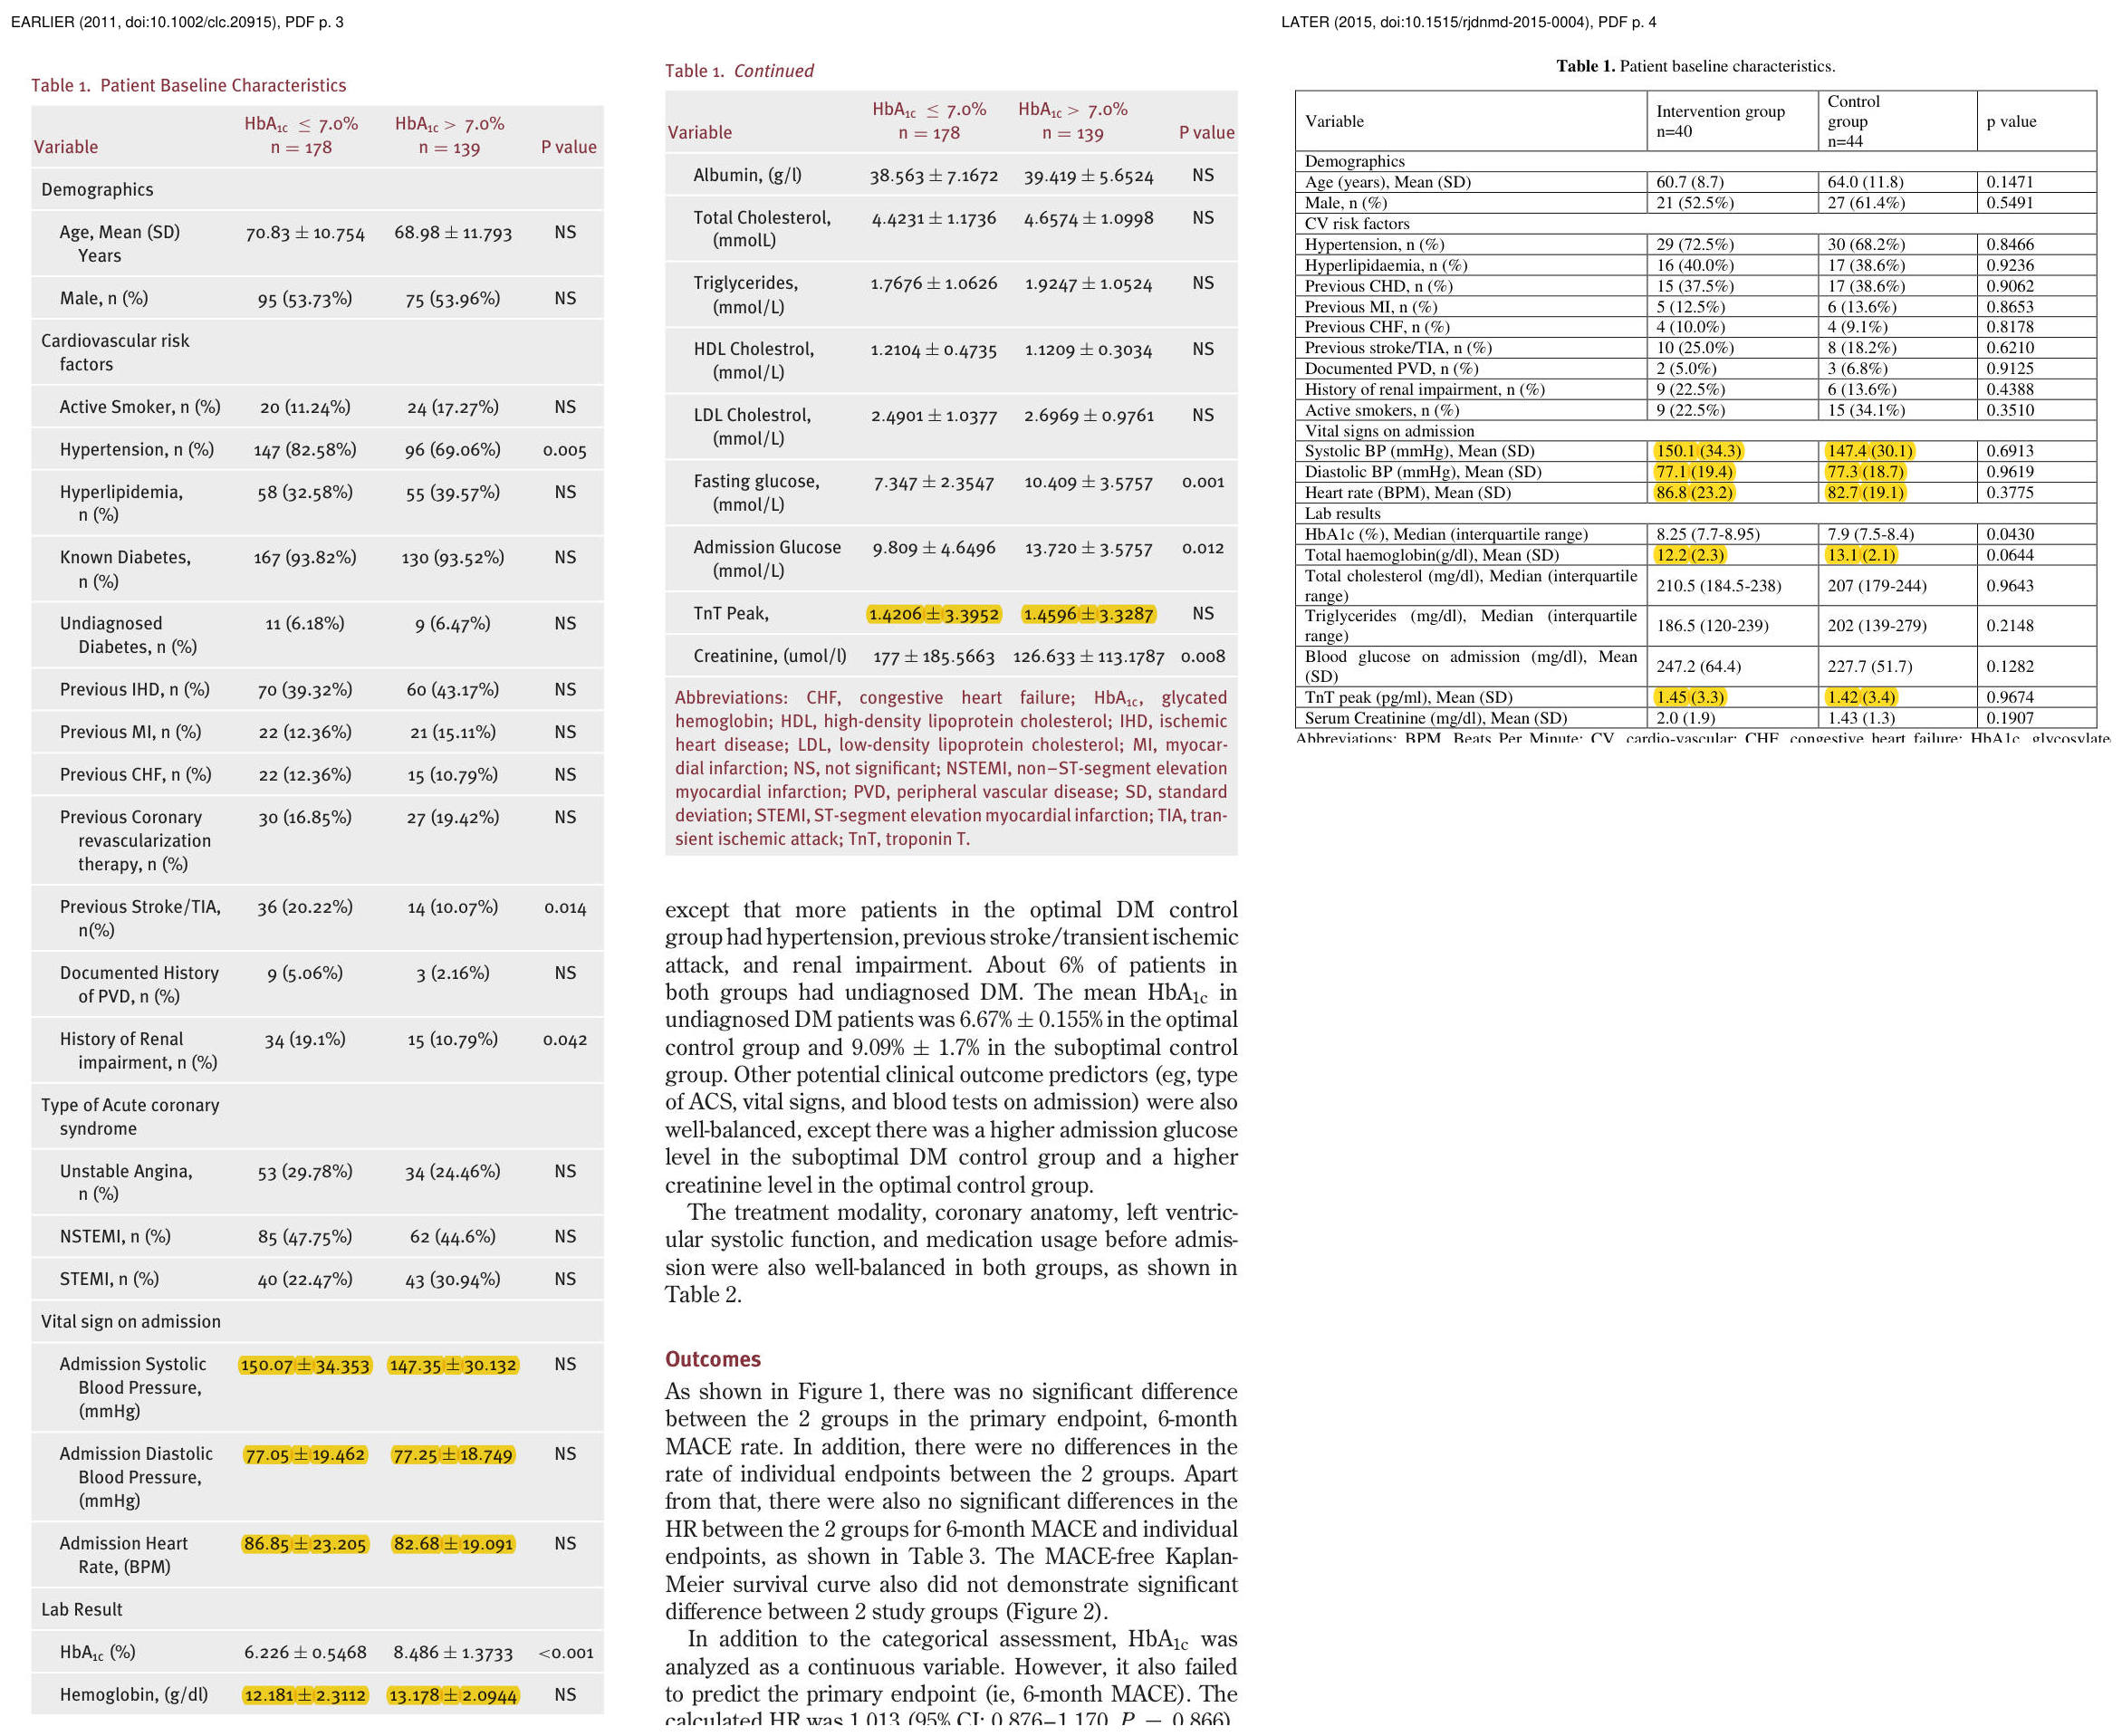 EARLIER (2011, doi:10.1002/clc.20915), PDF p. 3
Table 1. Patient Baseline Characteristics
Variable HbA1c ≤ 7.0% n = 178 HbA1c > 7.0% n = 139 P value
Demographics
Age, Mean (SD) Years 70.83 ± 10.754 68.98 ± 11.793 NS
Male, n (%) 95 (53.73%) 75 (53.96%) NS
Cardiovascular risk factors
Active Smoker, n (%) 20 (11.24%) 24 (17.27%) NS
Hypertension, n (%) 147 (82.58%) 96 (69.06%) 0.005
Hyperlipidemia, n (%) 58 (32.58%) 55 (39.57%) NS
Known Diabetes, n (%) 167 (93.82%) 130 (93.52%) NS
Undiagnosed Diabetes, n (%) 11 (6.18%) 9 (6.47%) NS
Previous IHD, n (%) 70 (39.32%) 60 (43.17%) NS
Previous MI, n (%) 22 (12.36%) 21 (15.11%) NS
Previous CHF, n (%) 22 (12.36%) 15 (10.79%) NS
Previous Coronary revascularization therapy, n (%) 30 (16.85%) 27 (19.42%) NS
Previous Stroke/TIA, n(%) 36 (20.22%) 14 (10.07%) 0.014
Documented History of PVD, n (%) 9 (5.06%) 3 (2.16%) NS
History of Renal impairment, n (%) 34 (19.1%) 15 (10.79%) 0.042
Type of Acute coronary syndrome
Unstable Angina, n (%) 53 (29.78%) 34 (24.46%) NS
NSTEMI, n (%) 85 (47.75%) 62 (44.6%) NS
STEMI, n (%) 40 (22.47%) 43 (30.94%) NS
Vital sign on admission
Admission Systolic Blood Pressure, (mmHg) 150.07 ± 34.353 147.35 ± 30.132 NS
Admission Diastolic Blood Pressure, (mmHg) 77.05 ± 19.462 77.25 ± 18.749 NS
Admission Heart Rate, (BPM) 86.85 ± 23.205 82.68 ± 19.091 NS
Lab Result
HbA1c (%) 6.226 ± 0.5468 8.486 ± 1.3733 <0.001
Hemoglobin, (g/dl) 12.181 ± 2.3112 13.178 ± 2.0944 NS
Table 1. Continued
Variable HbA1c ≤ 7.0% n = 178 HbA1c > 7.0% n = 139 P value
Albumin, (g/l) 38.563 ± 7.1672 39.419 ± 5.6524 NS
Total Cholesterol, (mmolL) 4.4231 ± 1.1736 4.6574 ± 1.0998 NS
Triglycerides, (mmol/L) 1.7676 ± 1.0626 1.9247 ± 1.0524 NS
HDL Cholestrol, (mmol/L) 1.2104 ± 0.4735 1.1209 ± 0.3034 NS
LDL Cholestrol, (mmol/L) 2.4901 ± 1.0377 2.6969 ± 0.9761 NS
Fasting glucose, (mmol/L) 7.347 ± 2.3547 10.409 ± 3.5757 0.001
Admission Glucose (mmol/L) 9.809 ± 4.6496 13.720 ± 3.5757 0.012
TnT Peak, 1.4206 ± 3.3952 1.4596 ± 3.3287 NS
Creatinine, (umol/l) 177 ± 185.5663 126.633 ± 113.1787 0.008
Abbreviations: CHF, congestive heart failure; HbA1c, glycated
hemoglobin; HDL, high-density lipoprotein cholesterol; IHD, ischemic
heart disease; LDL, low-density lipoprotein cholesterol; MI, myocar-
dial infarction; NS, not significant; NSTEMI, non–ST-segment elevation
myocardial infarction; PVD, peripheral vascular disease; SD, standard
deviation; STEMI, ST-segment elevation myocardial infarction; TIA, tran-
sient ischemic attack; TnT, troponin T.
except that more patients in the optimal DM control
group had hypertension, previous stroke/transient ischemic
attack, and renal impairment. About 6% of patients in
both groups had undiagnosed DM. The mean HbA1c in
undiagnosed DM patients was 6.67% ± 0.155% in the optimal
control group and 9.09% ± 1.7% in the suboptimal control
group. Other potential clinical outcome predictors (eg, type
of ACS, vital signs, and blood tests on admission) were also
well-balanced, except there was a higher admission glucose
level in the suboptimal DM control group and a higher
creatinine level in the optimal control group.
The treatment modality, coronary anatomy, left ventric-
ular systolic function, and medication usage before admis-
sion were also well-balanced in both groups, as shown in
Table 2.
Outcomes
As shown in Figure 1, there was no significant difference
between the 2 groups in the primary endpoint, 6-month
MACE rate. In addition, there were no differences in the
rate of individual endpoints between the 2 groups. Apart
from that, there were also no significant differences in the
HR between the 2 groups for 6-month MACE and individual
endpoints, as shown in Table 3. The MACE-free Kaplan-
Meier survival curve also did not demonstrate significant
difference between 2 study groups (Figure 2).
In addition to the categorical assessment, HbA1c was
analyzed as a continuous variable. However, it also failed
to predict the primary endpoint (ie, 6-month MACE). The
calculated HR was 1.013 (95% CI: 0.876–1.170, P = 0.866).
LATER (2015, doi:10.1515/rjdnmd-2015-0004), PDF p. 4
Table 1. Patient baseline characteristics.
Variable Intervention group n=40 Control group n=44 p value
Demographics
Age (years), Mean (SD) 60.7 (8.7) 64.0 (11.8) 0.1471
Male, n (%) 21 (52.5%) 27 (61.4%) 0.5491
CV risk factors
Hypertension, n (%) 29 (72.5%) 30 (68.2%) 0.8466
Hyperlipidaemia, n (%) 16 (40.0%) 17 (38.6%) 0.9236
Previous CHD, n (%) 15 (37.5%) 17 (38.6%) 0.9062
Previous MI, n (%) 5 (12.5%) 6 (13.6%) 0.8653
Previous CHF, n (%) 4 (10.0%) 4 (9.1%) 0.8178
Previous stroke/TIA, n (%) 10 (25.0%) 8 (18.2%) 0.6210
Documented PVD, n (%) 2 (5.0%) 3 (6.8%) 0.9125
History of renal impairment, n (%) 9 (22.5%) 6 (13.6%) 0.4388
Active smokers, n (%) 9 (22.5%) 15 (34.1%) 0.3510
Vital signs on admission
Systolic BP (mmHg), Mean (SD) 150.1 (34.3) 147.4 (30.1) 0.6913
Diastolic BP (mmHg), Mean (SD) 77.1 (19.4) 77.3 (18.7) 0.9619
Heart rate (BPM), Mean (SD) 86.8 (23.2) 82.7 (19.1) 0.3775
Lab results
HbA1c (%), Median (interquartile range) 8.25 (7.7-8.95) 7.9 (7.5-8.4) 0.0430
Total haemoglobin(g/dl), Mean (SD) 12.2 (2.3) 13.1 (2.1) 0.0644
Total cholesterol (mg/dl), Median (interquartile range) 210.5 (184.5-238) 207 (179-244) 0.9643
Triglycerides (mg/dl), Median (interquartile range) 186.5 (120-239) 202 (139-279) 0.2148
Blood glucose on admission (mg/dl), Mean (SD) 247.2 (64.4) 227.7 (51.7) 0.1282
TnT peak (pg/ml), Mean (SD) 1.45 (3.3) 1.42 (3.4) 0.9674
Serum Creatinine (mg/dl), Mean (SD) 2.0 (1.9) 1.43 (1.3) 0.1907
Abbreviations: BPM, Beats Per Minute; CV, cardio-vascular; CHF, congestive heart failure; HbA1c, glycosylate